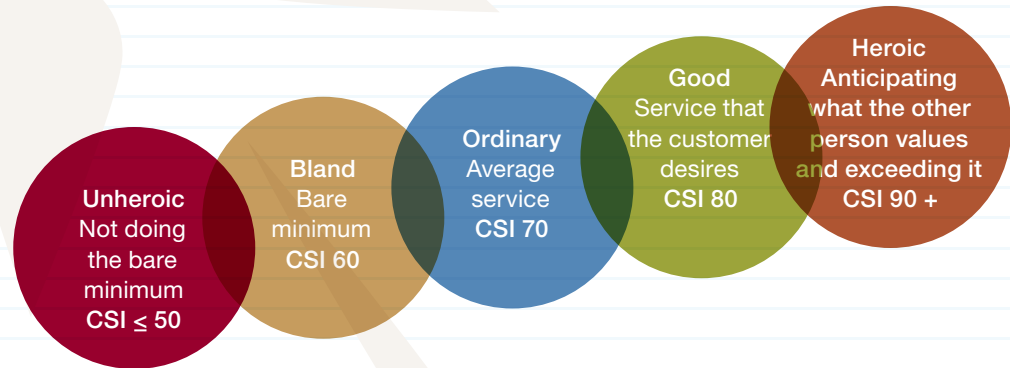 Unheroic
Not doing
the bare
minimum
CSI ≤ 50
Bland
Bare
minimum
CSI 60
Ordinary
Average
service
CSI 70
Good
Service that
the customer
desires
CSI 80
Heroic
Anticipating
what the other
person values
and exceeding it
CSI 90 +